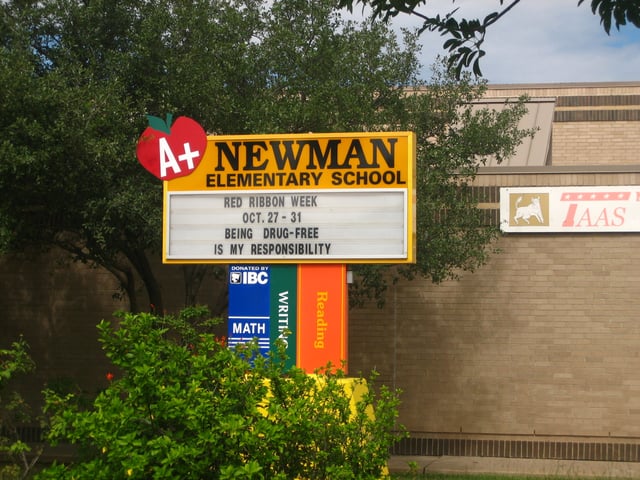 A+
NEWMAN
ELEMENTARY SCHOOL
RED RIBBON WEEK
OCT. 27 - 31
BEING DRUG-FREE
IS MY RESPONSIBILITY
DONATED BY
IBC
MATH
WRITING
Reading
TAAS